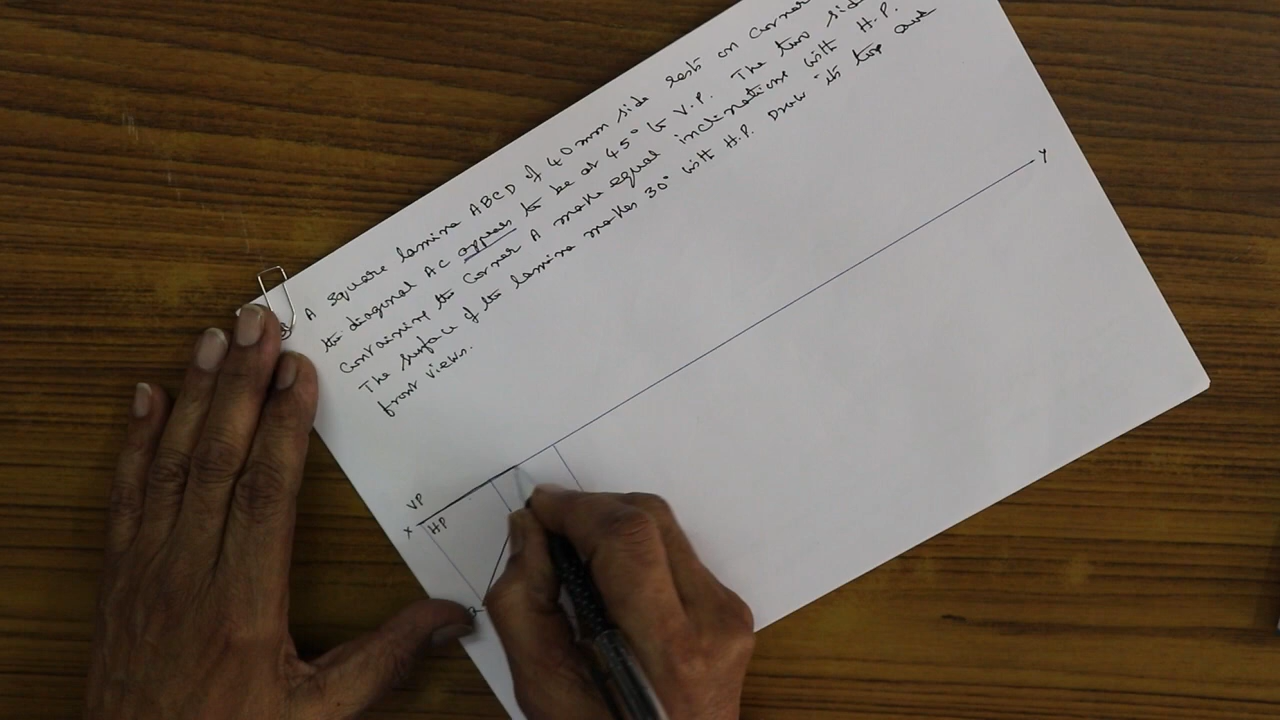 A Square lamina ABCD of 40mm side rests on Corner
the diagonal AC appears to be at 45° to V.P. The two sid
Containing the Corner A make equal inclinations with H.P.
The surface of the lamina makes 30° with H.P. Draw its top and
front views.
Y
VP
X
HP
a